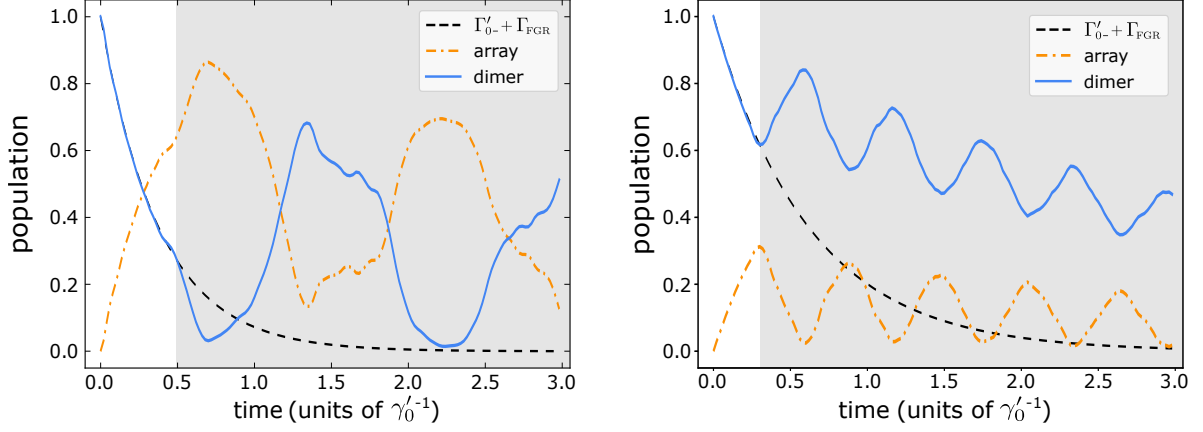 1.0
0.8
0.6
0.4
0.2
0.0
population
0.0 0.5 1.0 1.5 2.0 2.5 3.0
time (units of γ′₀⁻¹)
Γ′₀₋ + Γ_FGR
array
dimer
1.0
0.8
0.6
0.4
0.2
0.0
population
0.0 0.5 1.0 1.5 2.0 2.5 3.0
time (units of γ′₀⁻¹)
Γ′₀₋ + Γ_FGR
array
dimer